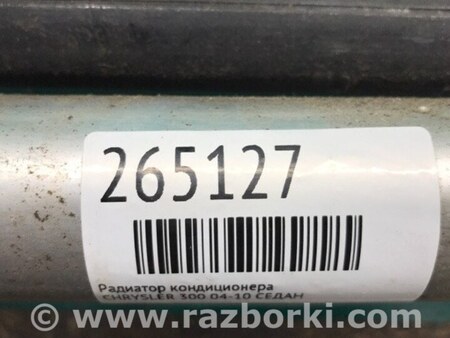 265127
Радиатор кондиционера
CHRYSLER 300 04-10 СЕДАН
© www.razborki.com